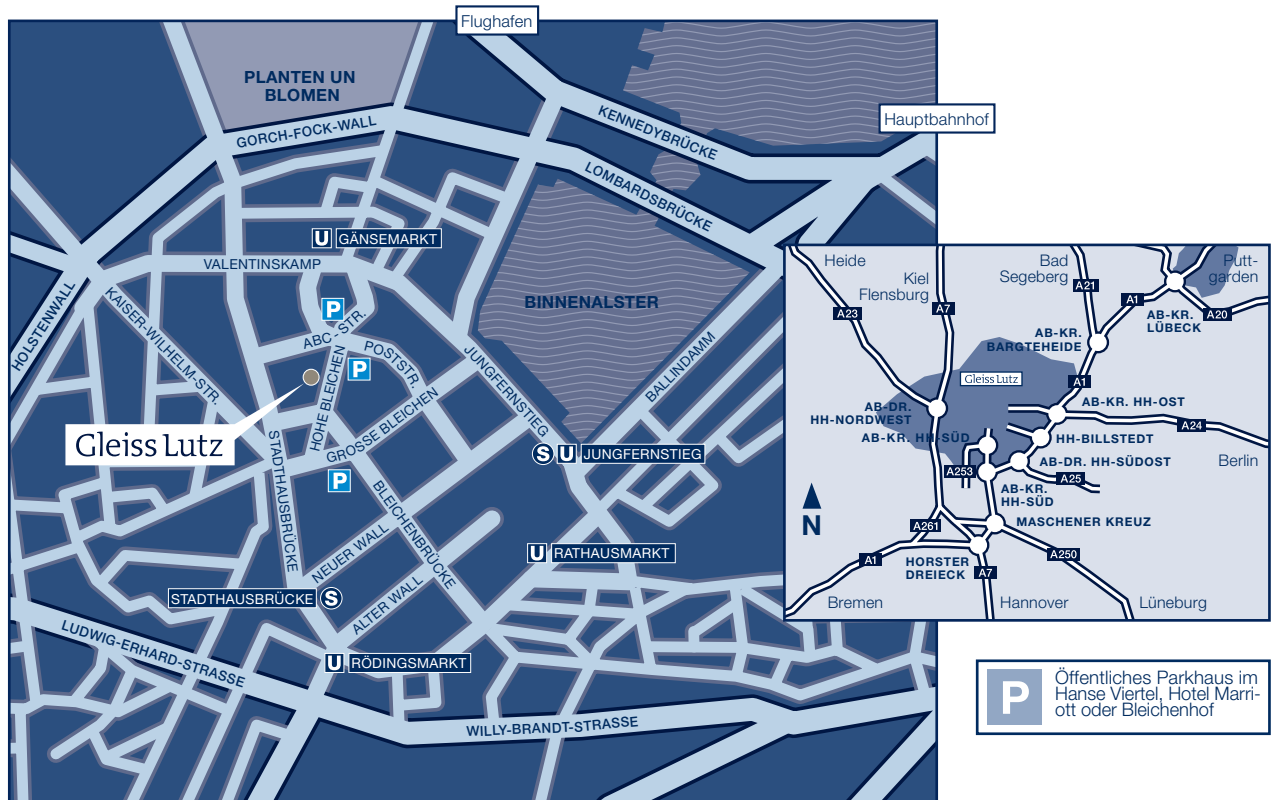 Flughafen
PLANTEN UN
BLOMEN
GORCH-FOCK-WALL
KENNEDYBRÜCKE
Hauptbahnhof
LOMBARDSBRÜCKE
U GÄNSEMARKT
VALENTINSKAMP
HOLSTENWALL
KAISER-WILHELM-STR.
P
ABC-STR.
POSTSTR.
P
BINNENALSTER
JUNGFERNSTIEG
BALLINDAMM
HOHE BLEICHEN
GROSSE BLEICHEN
Gleiss Lutz
P
STADTHAUSBRÜCKE
S U JUNGFERNSTIEG
BLEICHENBRÜCKE
NEUER WALL
U RATHAUSMARKT
ALTER WALL
STADTHAUSBRÜCKE S
LUDWIG-ERHARD-STRASSE
U RÖDINGSMARKT
WILLY-BRANDT-STRASSE
Heide
Kiel
Flensburg
Bad
Segeberg
Putt-
garden
A23
A7
A21
A1
A20
AB-KR.
LÜBECK
AB-KR.
BARGTEHEIDE
Gleiss Lutz
A1
AB-DR.
HH-NORDWEST
AB-KR. HH-OST
A24
AB-KR. HH-SÜD
HH-BILLSTEDT
Berlin
A253
AB-DR. HH-SÜDOST
A25
AB-KR.
HH-SÜD
N
A261
MASCHENER KREUZ
A1
HORSTER
DREIECK
A7
A250
Bremen
Hannover
Lüneburg
P
Öffentliches Parkhaus im
Hanse Viertel, Hotel Marri-
ott oder Bleichenhof